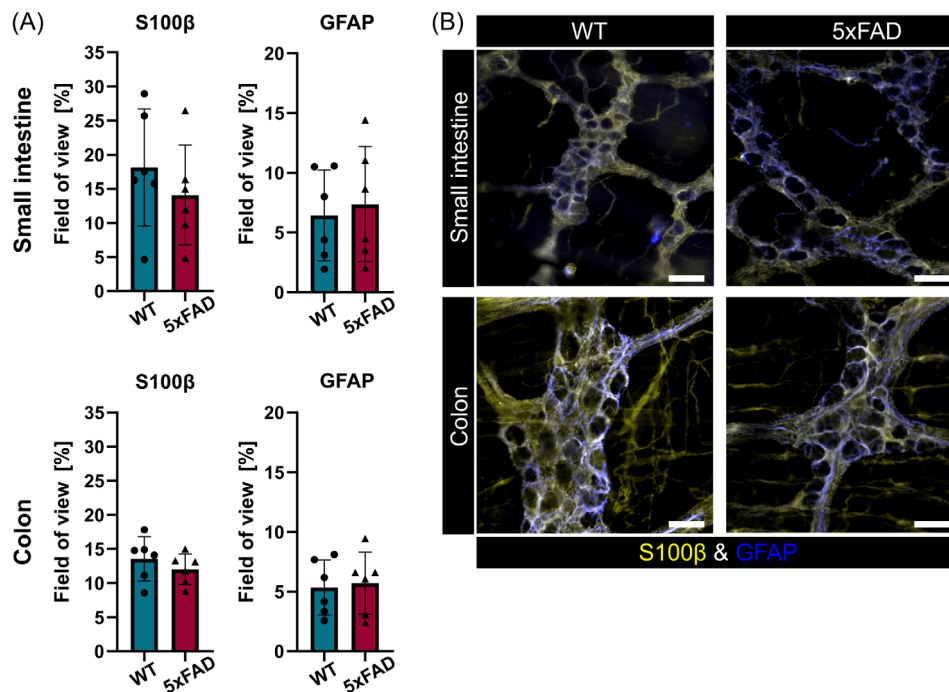 (A)
S100β
GFAP
Small intestine
Field of view [%]
35
30
25
20
15
10
5
0
WT
5xFAD
Field of view [%]
20
15
10
5
0
WT
5xFAD
S100β
GFAP
Colon
Field of view [%]
35
30
25
20
15
10
5
0
WT
5xFAD
Field of view [%]
20
15
10
5
0
WT
5xFAD
(B)
WT
5xFAD
Small intestine
Colon
S100β & GFAP